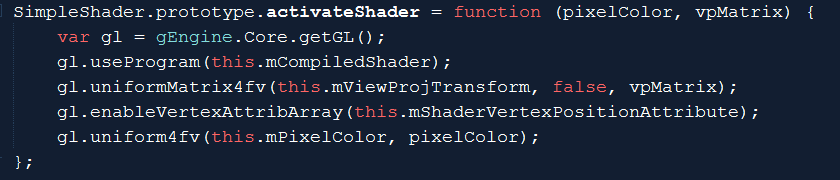 SimpleShader.prototype.activateShader = function (pixelColor, vpMatrix) {
    var gl = gEngine.Core.getGL();
    gl.useProgram(this.mCompiledShader);
    gl.uniformMatrix4fv(this.mViewProjTransform, false, vpMatrix);
    gl.enableVertexAttribArray(this.mShaderVertexPositionAttribute);
    gl.uniform4fv(this.mPixelColor, pixelColor);
};